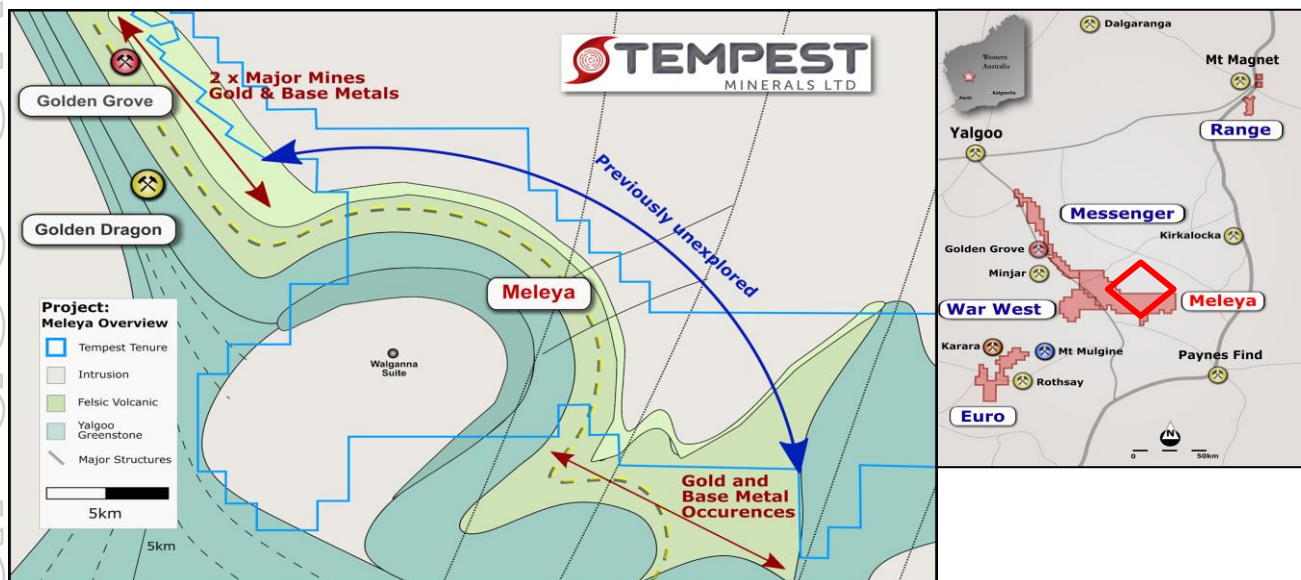 TEMPEST
MINERALS LTD
2 x Major Mines
Gold & Base Metals
Golden Grove
Golden Dragon
Previously unexplored
Meleya
Project:
Meleya Overview
Tempest Tenure
Intrusion
Felsic Volcanic
Yalgoo
Greenstone
Major Structures
5km
5km
Walganna
Suite
Gold and
Base Metal
Occurences
Western
Australia
Perth
Kalgoorlie
Dalgaranga
Mt Magnet
Range
Yalgoo
Messenger
Kirkalocka
Golden Grove
Minjar
War West
Meleya
Karara
Mt Mulgine
Paynes Find
Rothsay
Euro
N
0 50km